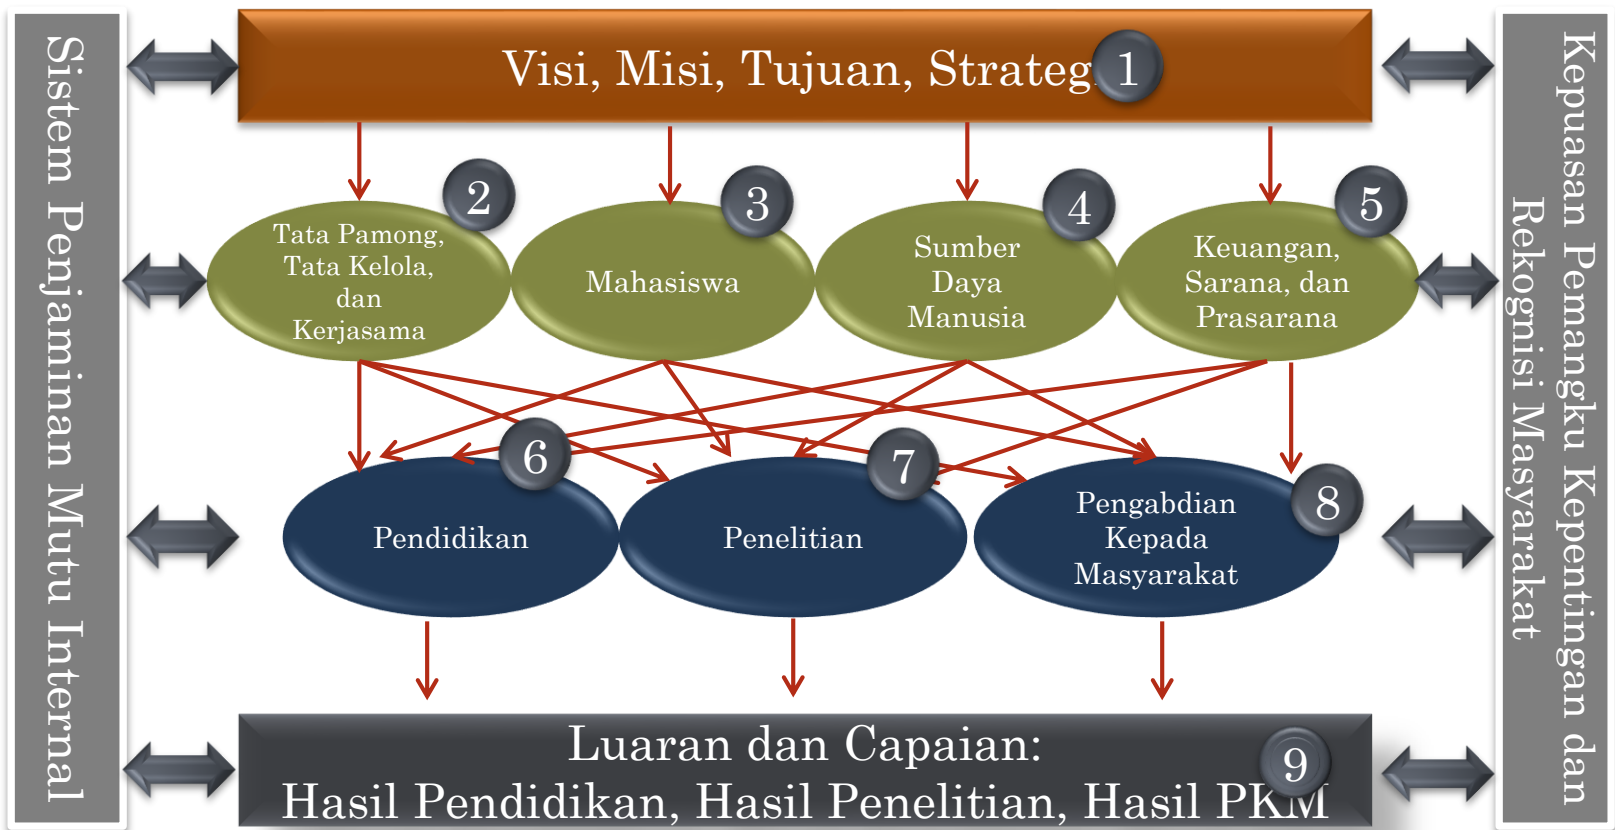 Sistem Penjaminan Mutu Internal
Visi, Misi, Tujuan, Strateg
1
2
3
4
5
Tata Pamong,
Tata Kelola,
dan
Kerjasama
Mahasiswa
Sumber
Daya
Manusia
Keuangan,
Sarana, dan
Prasarana
6
7
8
Pendidikan
Penelitian
Pengabdian
Kepada
Masyarakat
Luaran dan Capaian:
9
Hasil Pendidikan, Hasil Penelitian, Hasil PKM
Kepuasan Pemangku Kepentingan dan
Rekognisi Masyarakat